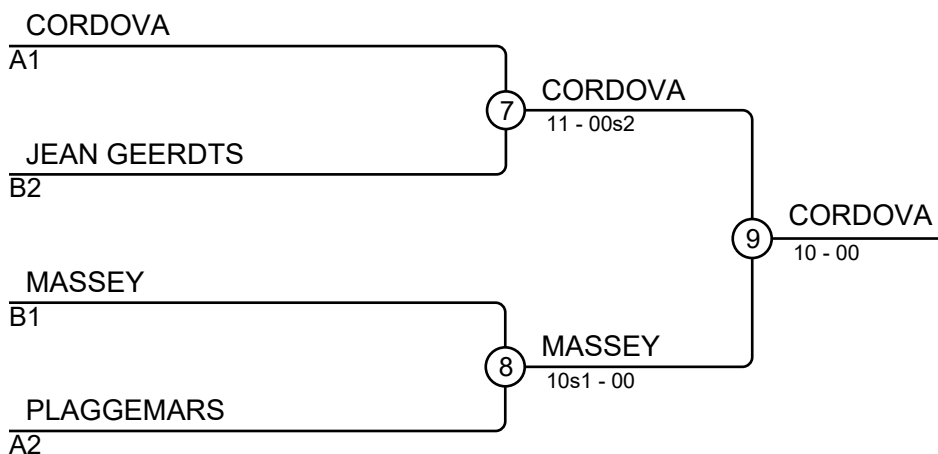 CORDOVA
A1
7
CORDOVA
11 - 00s2
JEAN GEERDTS
B2
9
CORDOVA
10 - 00
MASSEY
B1
8
MASSEY
10s1 - 00
PLAGGEMARS
A2